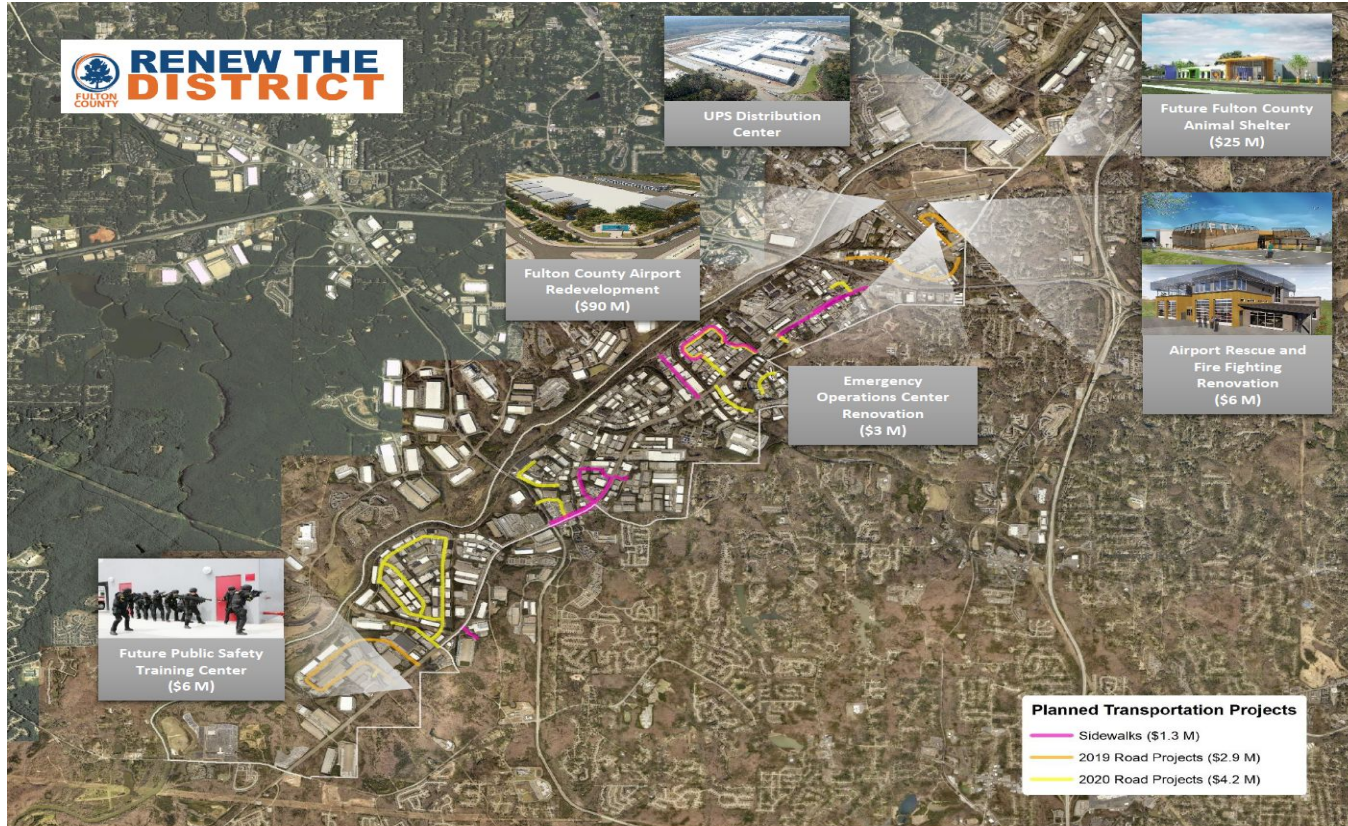 FULTON
COUNTY
RENEW THE
DISTRICT
UPS Distribution
Center
Future Fulton County
Animal Shelter
($25 M)
Fulton County Airport
Redevelopment
($90 M)
Airport Rescue and
Fire Fighting
Renovation
($6 M)
Emergency
Operations Center
Renovation
($3 M)
Future Public Safety
Training Center
($6 M)
Planned Transportation Projects
Sidewalks ($1.3 M)
2019 Road Projects ($2.9 M)
2020 Road Projects ($4.2 M)